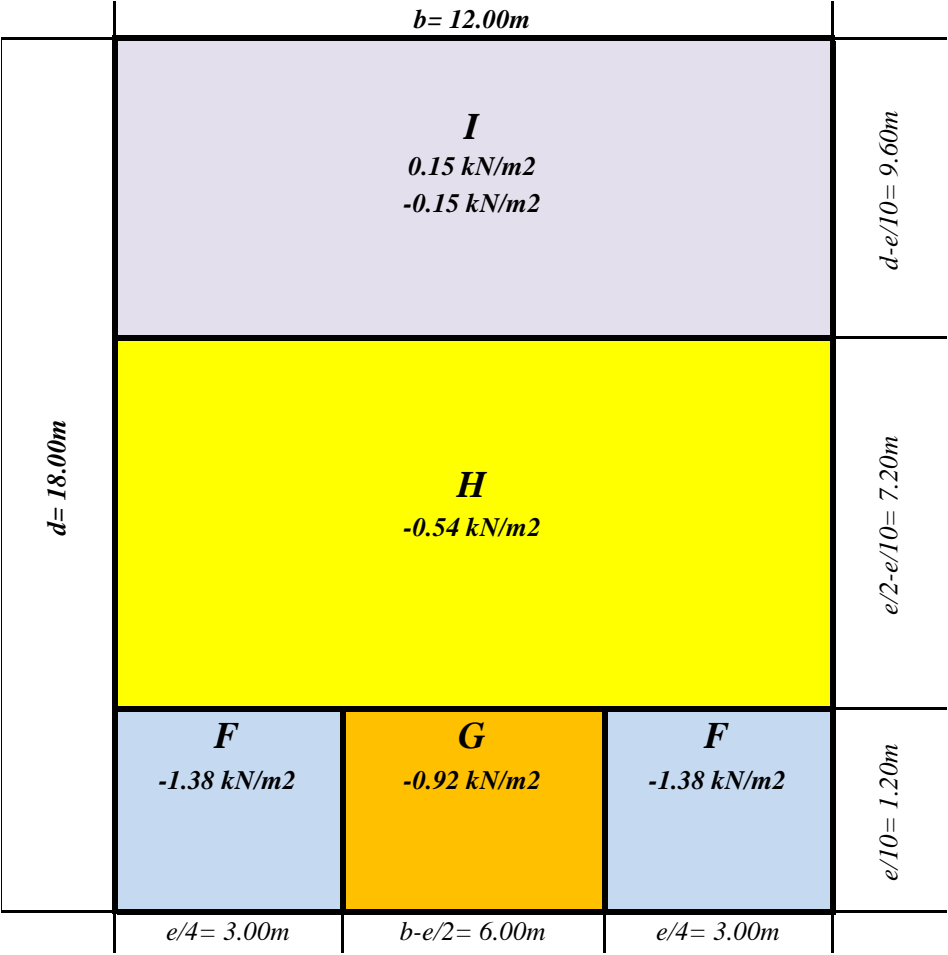 b= 12.00m
I
0.15 kN/m2
-0.15 kN/m2
d-e/10= 9.60m
d= 18.00m
H
-0.54 kN/m2
e/2-e/10= 7.20m
F
-1.38 kN/m2
G
-0.92 kN/m2
F
-1.38 kN/m2
e/10= 1.20m
e/4= 3.00m
b-e/2= 6.00m
e/4= 3.00m